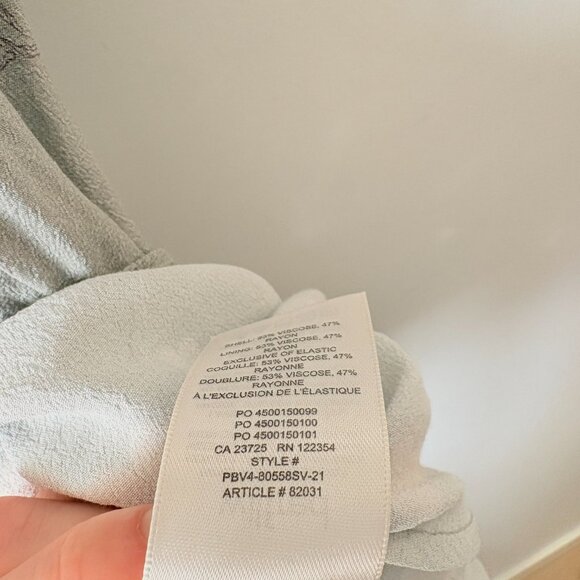 SHELL: 53% VISCOSE, 47%
RAYON
LINING: 53% VISCOSE, 47%
RAYON
EXCLUSIVE OF ELASTIC
COQUILLE: 53% VISCOSE, 47%
RAYONNE
DOUBLURE: 53% VISCOSE, 47%
RAYONNE
À L'EXCLUSION DE L'ÉLASTIQUE
PO 4500150099
PO 4500150100
PO 4500150101
CA 23725 RN 122354
STYLE #
PBV4-80558SV-21
ARTICLE # 82031